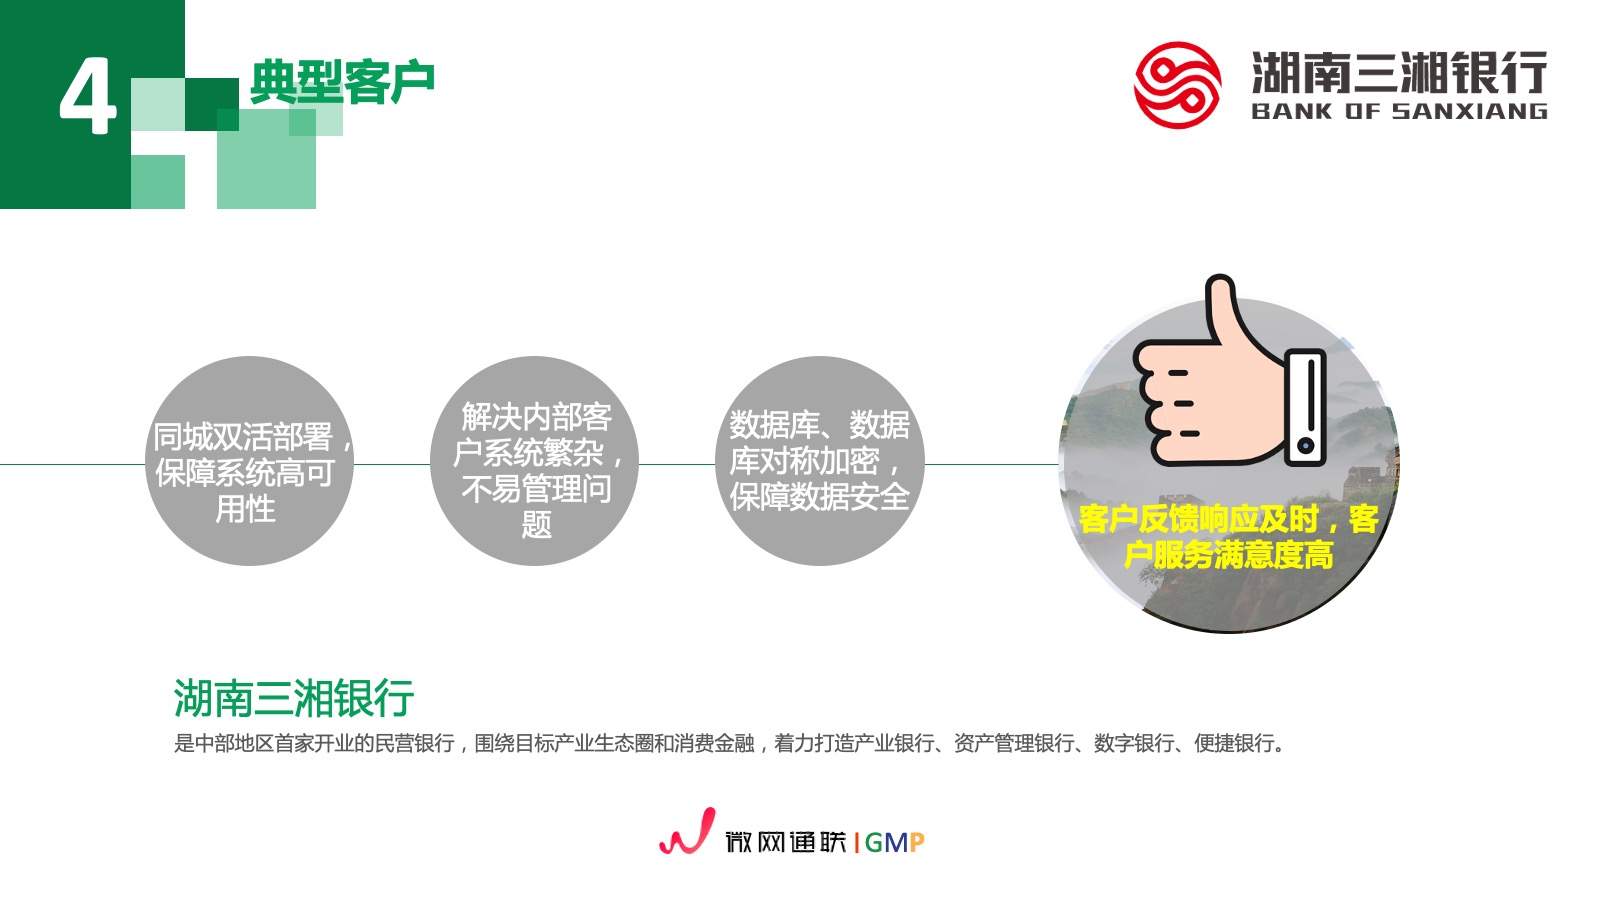 4
典型客户
湖南三湘银行
BANK OF SANXIANG
同城双活部署，
保障系统高可
用性
解决内部客
户系统繁杂，
不易管理问
题
数据库、数据
库对称加密，
保障数据安全
客户反馈响应及时，客
户服务满意度高
湖南三湘银行
是中部地区首家开业的民营银行，围绕目标产业生态圈和消费金融，着力打造产业银行、资产管理银行、数字银行、便捷银行。
微网通联|GMP